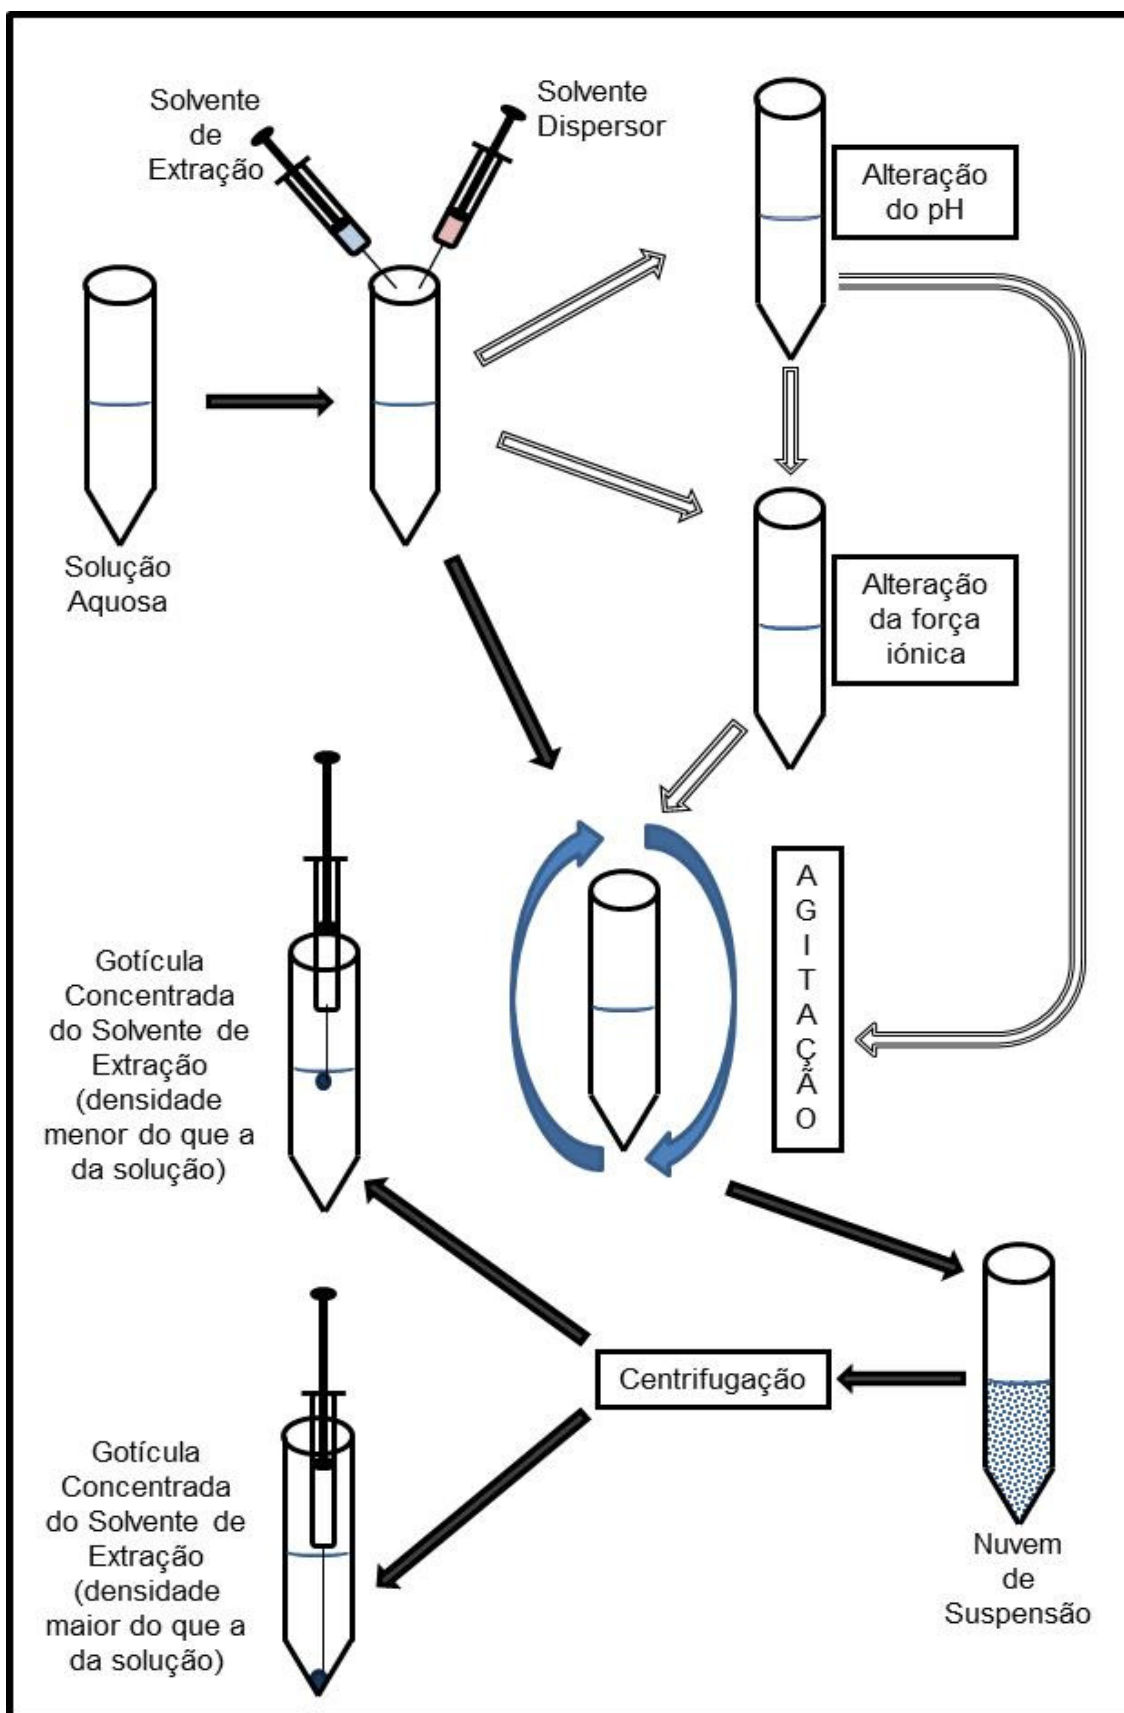 Solvente
de
Extração
Solvente
Dispersor
Alteração
do pH
Solução
Aquosa
Alteração
da força
iónica
A
G
I
T
A
Ç
Ã
O
Gotícula
Concentrada
do Solvente de
Extração
(densidade
menor do que a
da solução)
Centrifugação
Gotícula
Concentrada
do Solvente de
Extração
(densidade
maior do que a
da solução)
Nuvem
de
Suspensão